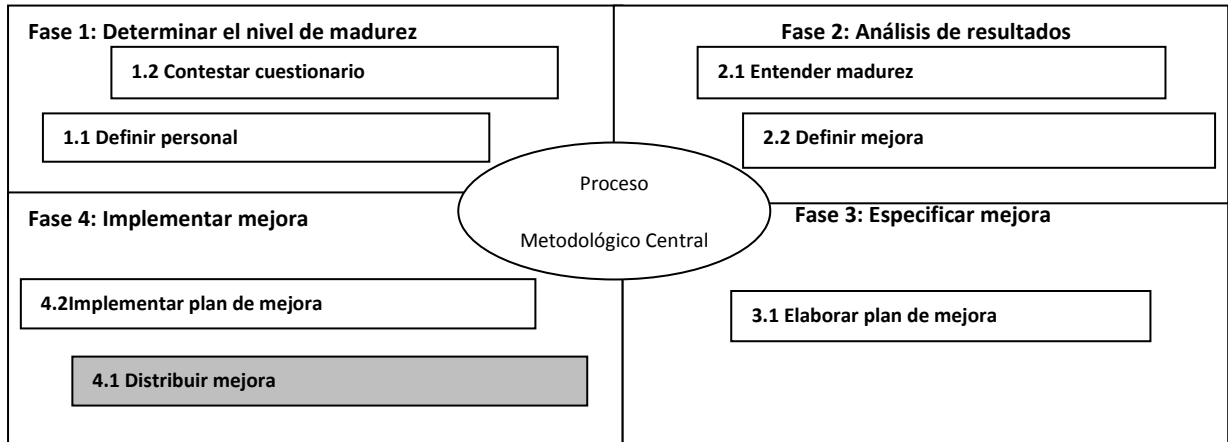 Fase 1: Determinar el nivel de madurez
1.2 Contestar cuestionario
1.1 Definir personal
Fase 2: Análisis de resultados
2.1 Entender madurez
2.2 Definir mejora
Proceso
Metodológico Central
Fase 4: Implementar mejora
4.2Implementar plan de mejora
4.1 Distribuir mejora
Fase 3: Especificar mejora
3.1 Elaborar plan de mejora